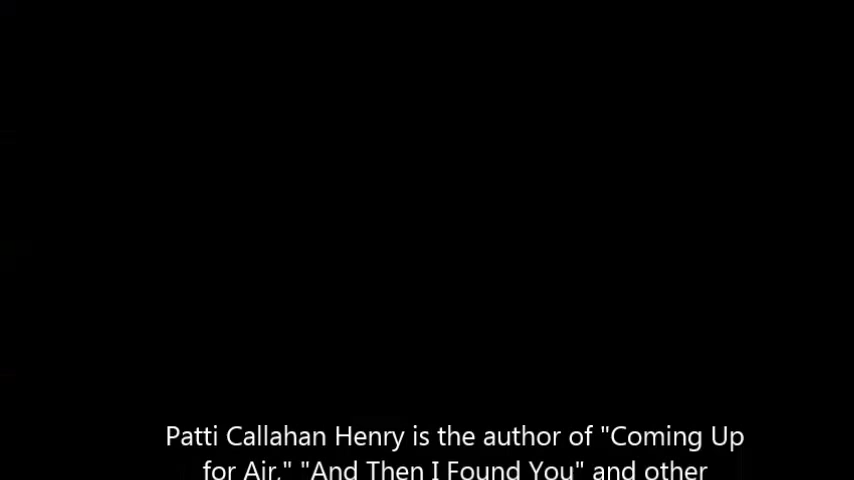 Patti Callahan Henry is the author of "Coming Up
for Air," "And Then I Found You" and other